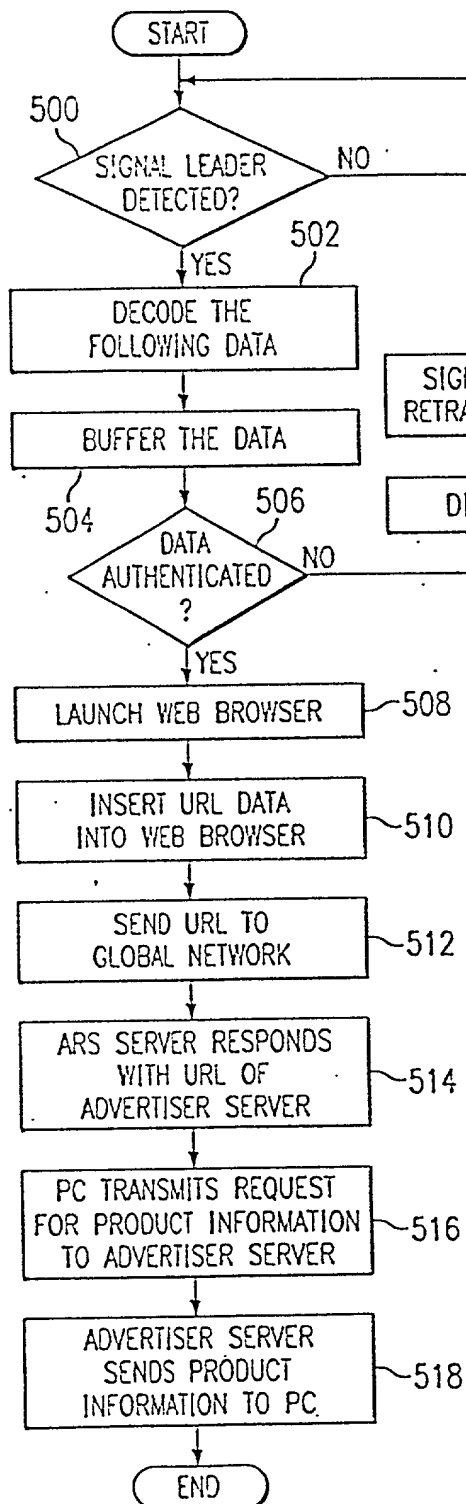 START
500
SIGNAL LEADER
DETECTED?
NO
YES
502
DECODE THE
FOLLOWING DATA
BUFFER THE DATA
504
506
DATA
AUTHENTICATED
?
NO
YES
LAUNCH WEB BROWSER
508
INSERT URL DATA
INTO WEB BROWSER
510
SEND URL TO
GLOBAL NETWORK
512
ARS SERVER RESPONDS
WITH URL OF
ADVERTISER SERVER
514
PC TRANSMITS REQUEST
FOR PRODUCT INFORMATION
TO ADVERTISER SERVER
516
ADVERTISER SERVER
SENDS PRODUCT
INFORMATION TO PC.
518
END